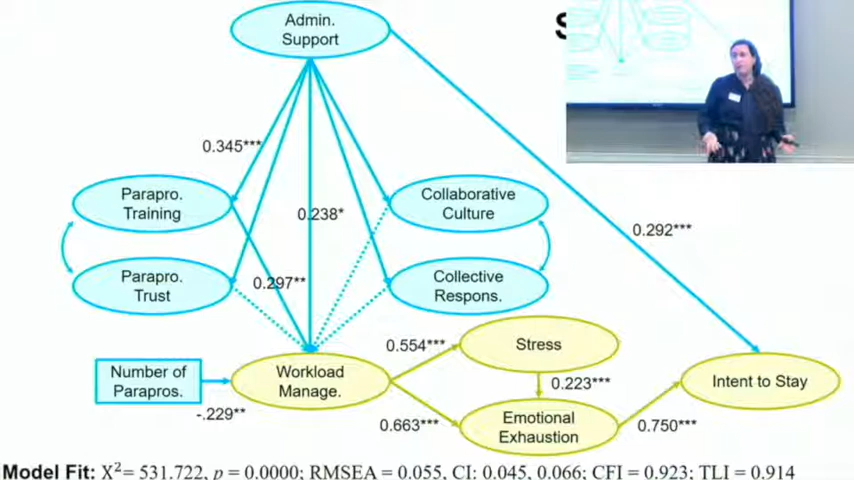 Admin.
Support
S
0.345***
Parapro.
Training
0.238*
Collaborative
Culture
0.292***
Parapro.
Trust
0.297**
Collective
Respons.
Number of
Parapros.
-.229**
Workload
Manage.
0.554***
Stress
0.223***
0.663***
Emotional
Exhaustion
0.750***
Intent to Stay
Model Fit: X²= 531.722, p = 0.0000; RMSEA = 0.055, CI: 0.045, 0.066; CFI = 0.923; TLI = 0.914